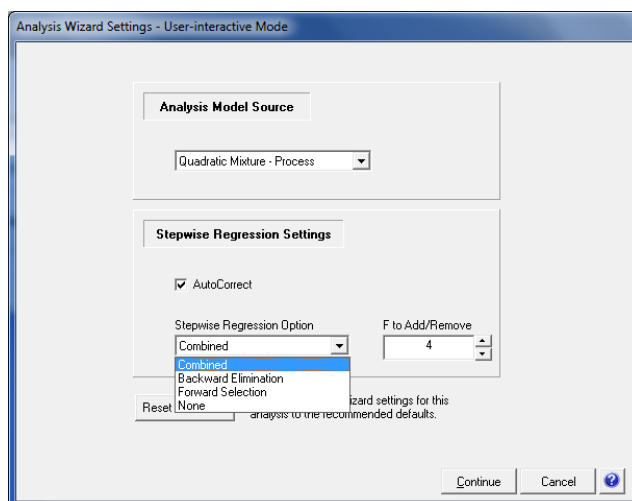 Analysis Wizard Settings - User-interactive Mode
Analysis Model Source
Quadratic Mixture - Process
Stepwise Regression Settings
AutoCorrect
Stepwise Regression Option
F to Add/Remove
Combined
4
Combined
Backward Elimination
Forward Selection
None
Reset
izard settings for this
analysis to the recommended defaults.
Continue
Cancel
?